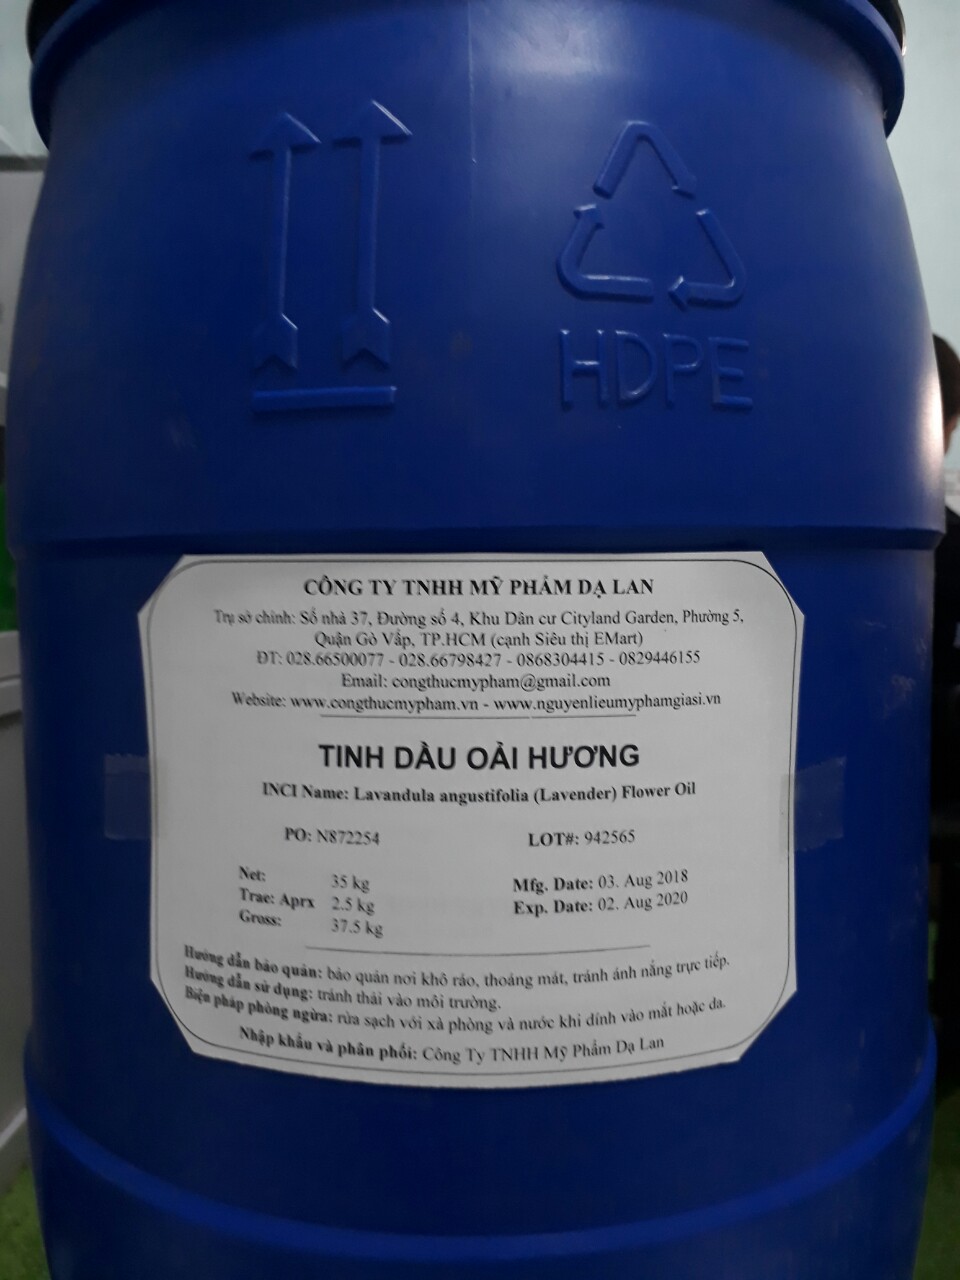 HDPE
CÔNG TY TNHH MỸ PHẨM DẠ LAN
Trụ sở chính: Số nhà 37, Đường số 4, Khu Dân cư Cityland Garden, Phường 5,
Quận Gò Vấp, TP.HCM (cạnh Siêu thị EMart)
ĐT: 028.66500077 - 028.66798427 - 0868304415 - 0829446155
Email: congthucmypham@gmail.com
Website: www.congthucmypham.vn - www.nguyenlieumyphamgiasi.vn
TINH DẦU OẢI HƯƠNG
INCI Name: Lavandula angustifolia (Lavender) Flower Oil
PO: N872254 LOT#: 942565
Net: 35 kg Mfg. Date: 03. Aug 2018
Trae: Aprx 2.5 kg Exp. Date: 02. Aug 2020
Gross: 37.5 kg
Hướng dẫn bảo quản: bảo quản nơi khô ráo, thoáng mát, tránh ánh nắng trực tiếp.
Hướng dẫn sử dụng: tránh thải vào môi trường.
Biện pháp phòng ngừa: rửa sạch với xà phòng và nước khi dính vào mắt hoặc da.
Nhập khẩu và phân phối: Công Ty TNHH Mỹ Phẩm Dạ Lan